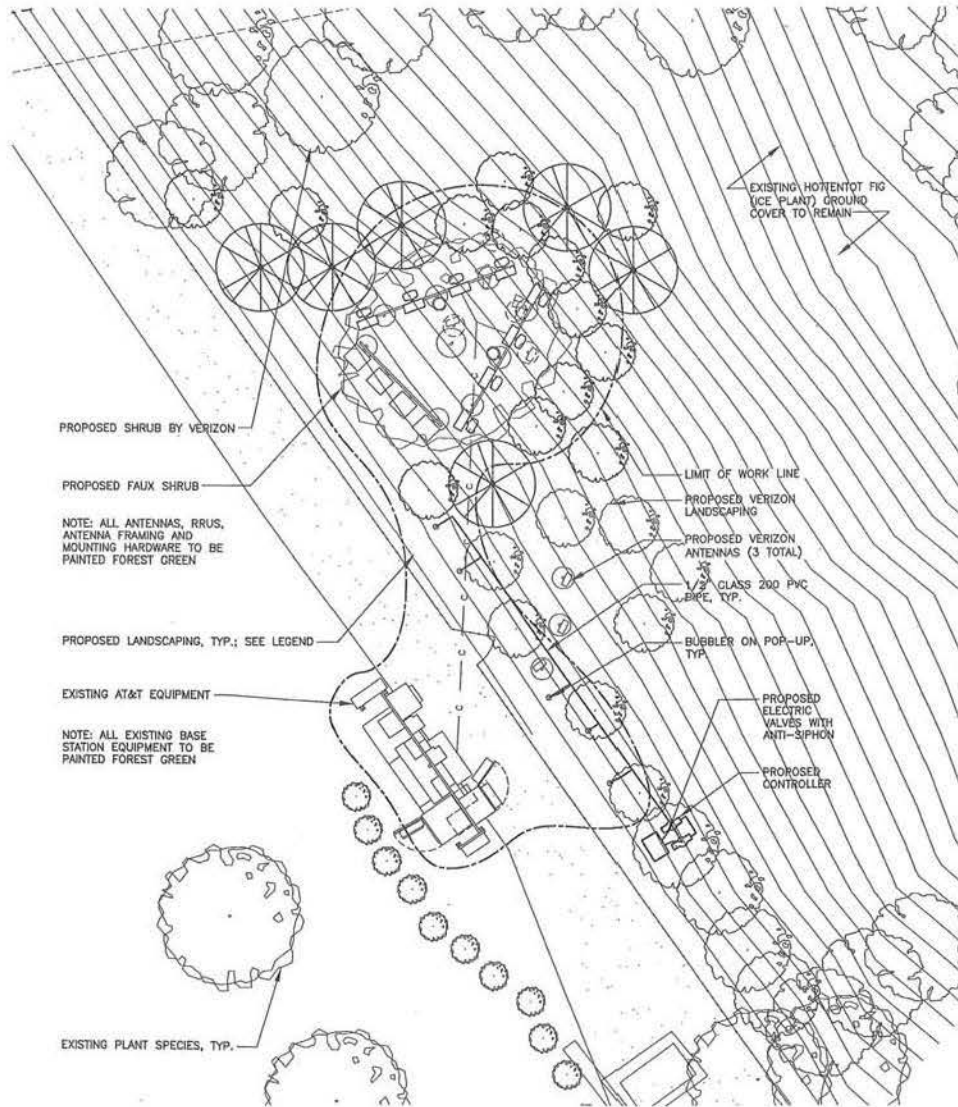 EXISTING HOTTENTOT FIG
(ICE PLANT) GROUND
COVER TO REMAIN
PROPOSED SHRUB BY VERIZON
PROPOSED FAUX SHRUB
NOTE: ALL ANTENNAS, RRUS,
ANTENNA FRAMING AND
MOUNTING HARDWARE TO BE
PAINTED FOREST GREEN
PROPOSED LANDSCAPING, TYP.; SEE LEGEND
EXISTING AT&T EQUIPMENT
NOTE: ALL EXISTING BASE
STATION EQUIPMENT TO BE
PAINTED FOREST GREEN
EXISTING PLANT SPECIES, TYP.
LIMIT OF WORK LINE
PROPOSED VERIZON
LANDSCAPING
PROPOSED VERIZON
ANTENNAS (3 TOTAL)
1/2" CLASS 200 PVC
PIPE, TYP.
BUBBLER ON POP-UP,
TYP.
PROPOSED
ELECTRIC
VALVES WITH
ANTI-SIPHON
PROPOSED
CONTROLLER
C
C
C
C
C